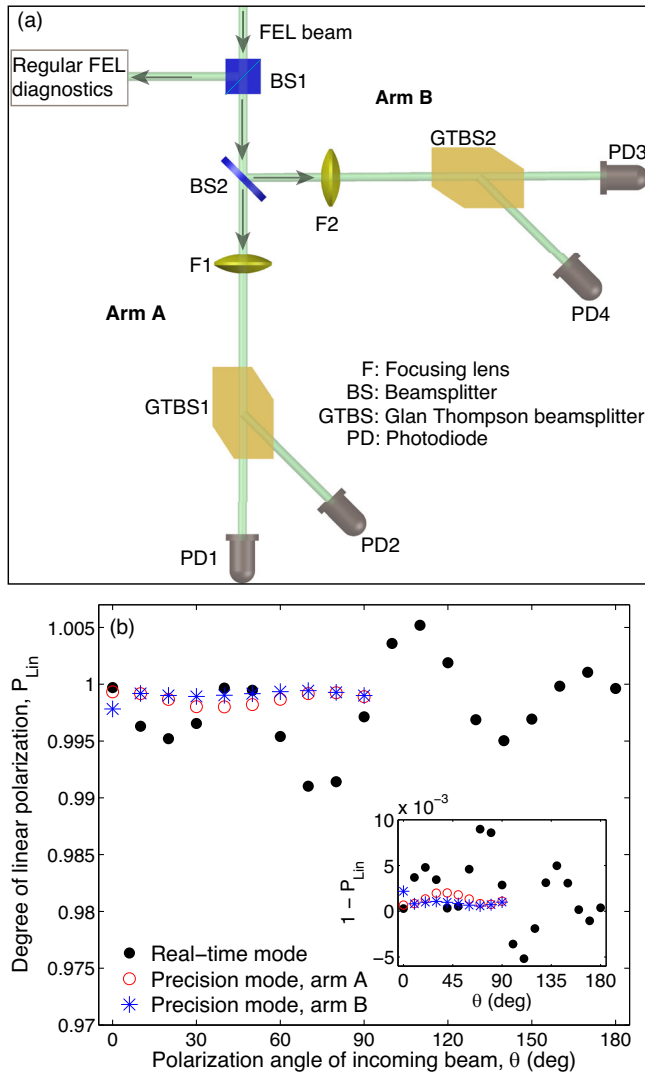 (a)
FEL beam
Regular FEL
diagnostics
BS1
Arm B
GTBS2
PD3
BS2
F2
F1
PD4
Arm A
F: Focusing lens
BS: Beamsplitter
GTBS: Glan Thompson beamsplitter
PD: Photodiode
GTBS1
PD1
PD2
(b)
Degree of linear polarization, P_Lin
1.005
1
0.995
0.99
0.985
0.98
0.975
0.97
0 30 60 90 120 150 180
Polarization angle of incoming beam, θ (deg)
Real−time mode
Precision mode, arm A
Precision mode, arm B
x 10⁻³
10
5
0
−5
1 − P_Lin
0 45 90 135 180
θ (deg)